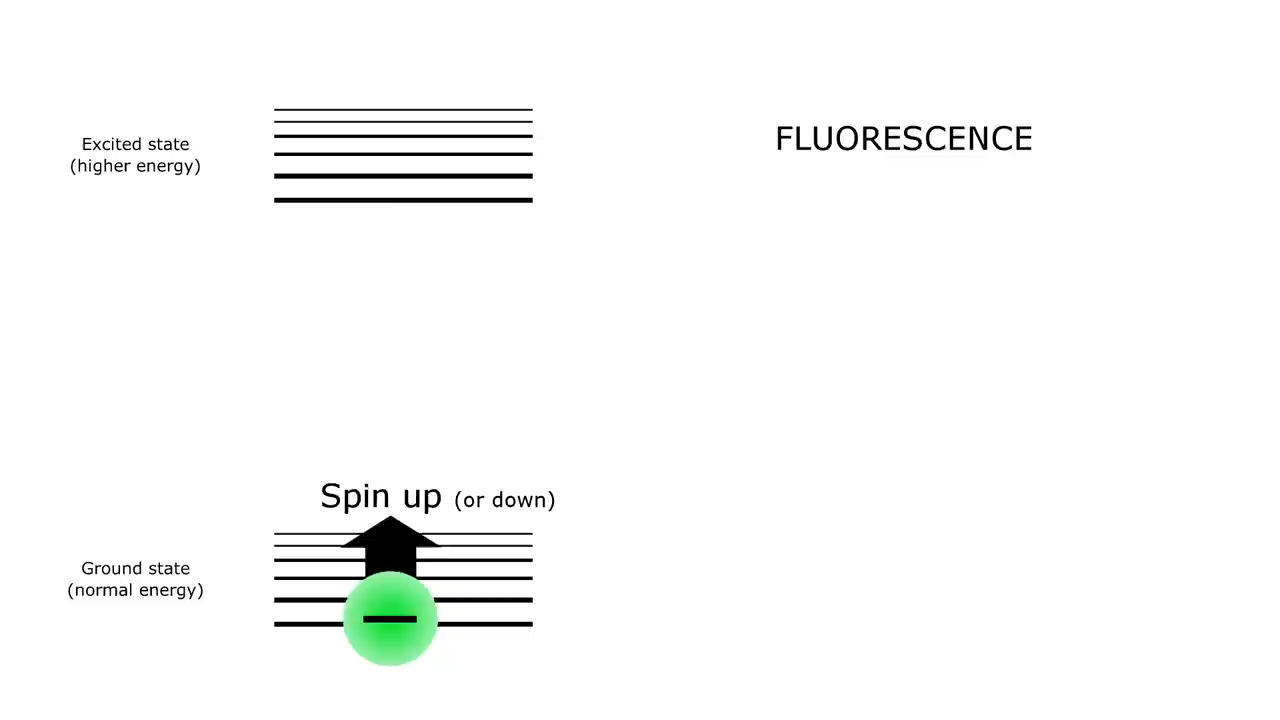 Excited state
(higher energy)
FLUORESCENCE
Spin up (or down)
Ground state
(normal energy)